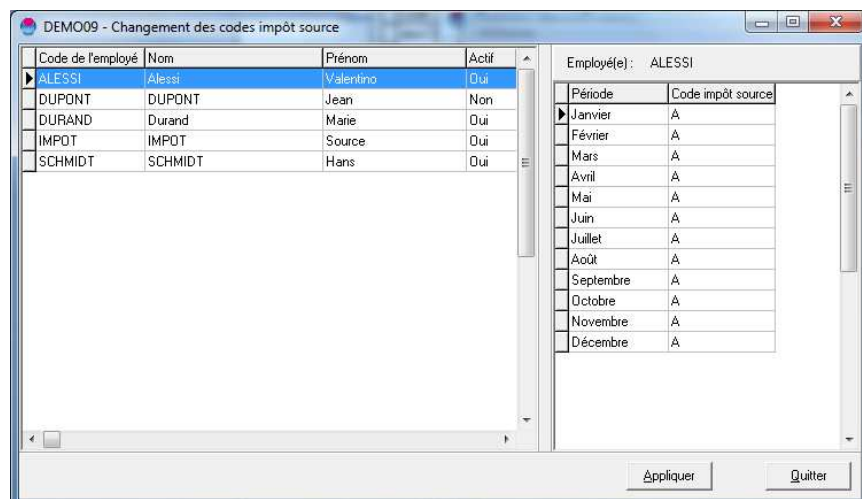 DEMO09 - Changement des codes impôt source
Code de l'employé Nom Prénom Actif
ALESSI Alessi Valentino Oui
DUPONT DUPONT Jean Non
DURAND Durand Marie Oui
IMPOT IMPOT Source Oui
SCHMIDT SCHMIDT Hans Oui
Employé(e) : ALESSI
Période Code impôt source
Janvier A
Février A
Mars A
Avril A
Mai A
Juin A
Juillet A
Août A
Septembre A
Octobre A
Novembre A
Décembre A
Appliquer Quitter